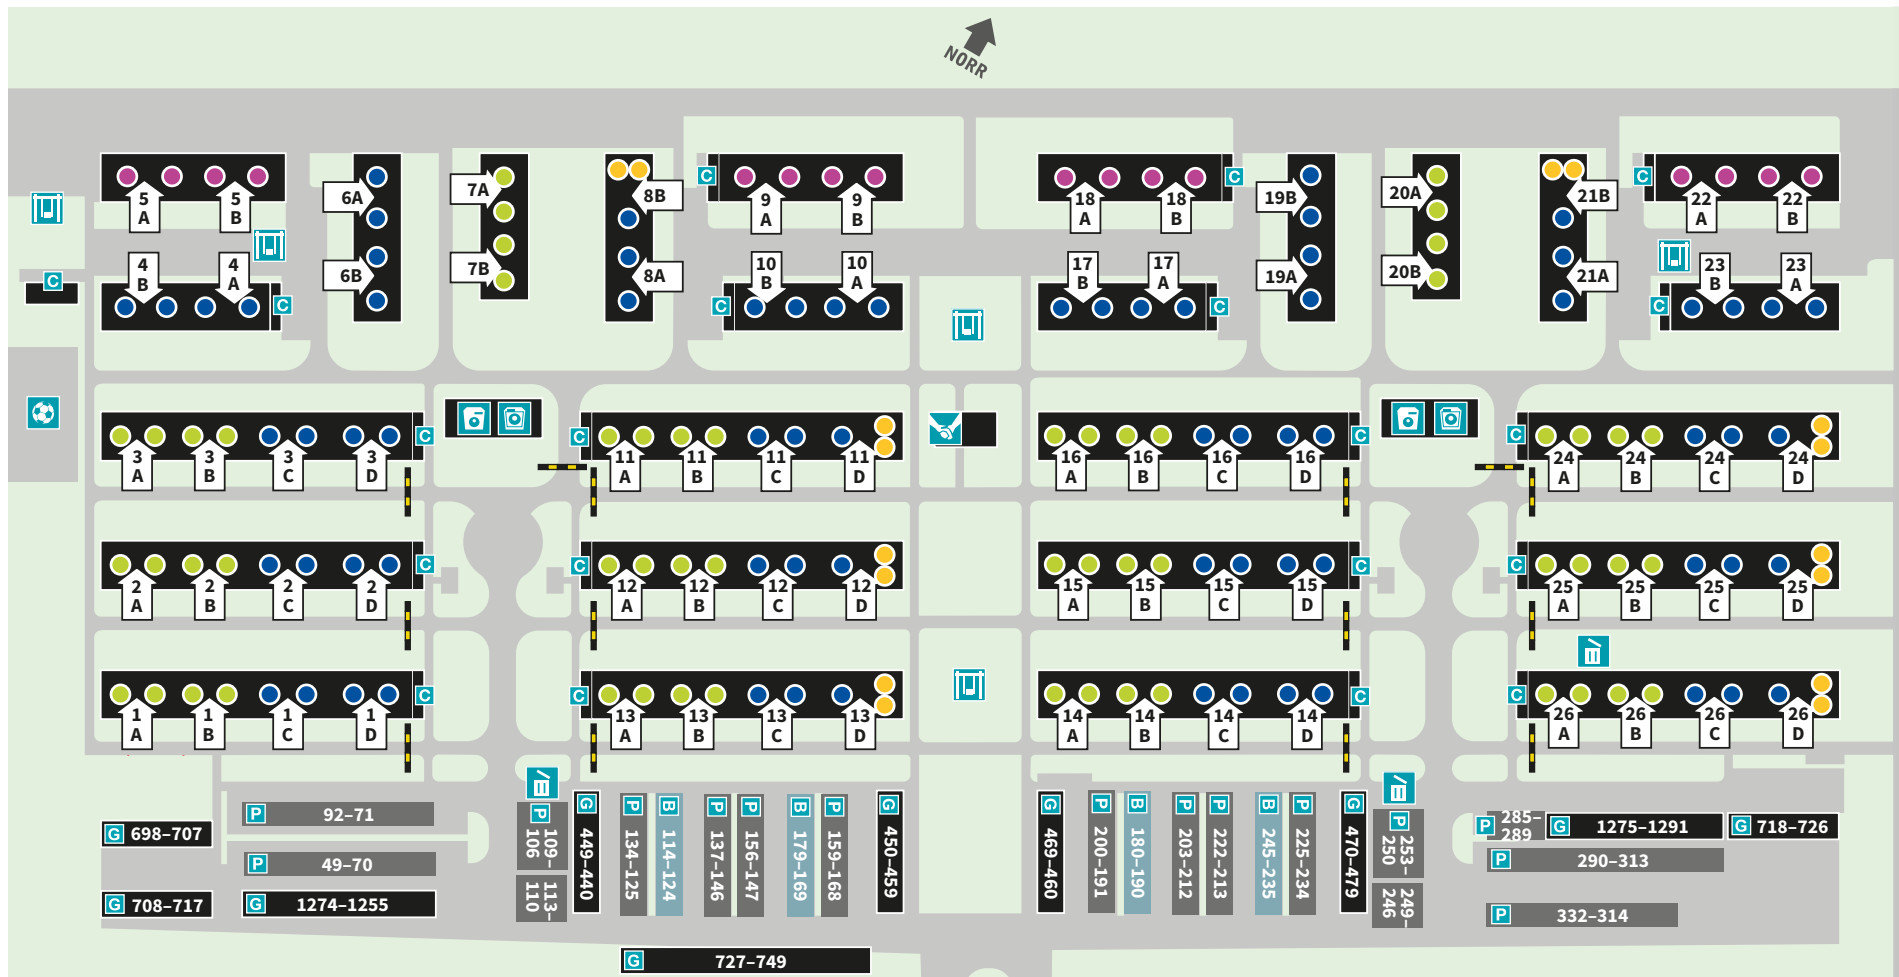 NORR
5
A
5
B
6A
7A
8B
9
A
9
B
18
A
18
B
19B
20A
21B
22
A
22
B
C
C
C
4
B
4
A
6B
7B
8A
10
B
10
A
17
B
17
A
19A
20B
21A
23
B
23
A
C
C
C
C
C
3
A
3
B
3
C
3
D
C
C
11
A
11
B
11
C
11
D
16
A
16
B
16
C
16
D
C
C
24
A
24
B
24
C
24
D
2
A
2
B
2
C
2
D
C
C
12
A
12
B
12
C
12
D
15
A
15
B
15
C
15
D
C
C
25
A
25
B
25
C
25
D
1
A
1
B
1
C
1
D
C
C
13
A
13
B
13
C
13
D
14
A
14
B
14
C
14
D
C
C
26
A
26
B
26
C
26
D
G 698–707
G 708–717
P 92–71
P 49–70
G 1274–1255
P 109–
106
113–
110
G 449–440
P 134–125
B 114–124
P 137–146
P 156–147
B 179–169
P 159–168
G 450–459
G 469–460
P 200–191
B 180–190
P 203–212
P 222–213
B 245–235
P 225–234
G 470–479
P 253–
250
249–
246
P 285–
289
G 1275–1291
G 718–726
P 290–313
P 332–314
G 727–749